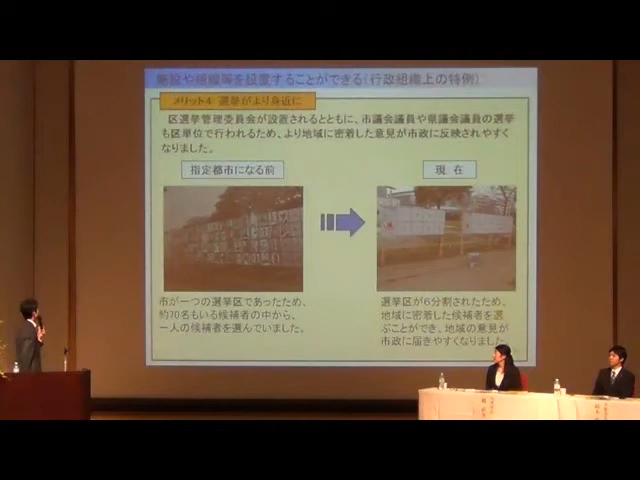 施設や組織等を設置することができる（行政組織上の特例）
メリット4 選挙がより身近に
区選挙管理委員会が設置されるとともに、市議会議員や県議会議員の選挙
も区単位で行われるため、より地域に密着した意見が市政に反映されやすく
なりました。
指定都市になる前
現 在
市が一つの選挙区であったため、
約70名もいる候補者の中から、
一人の候補者を選んでいました。
選挙区が６分割されたため、
地域に密着した候補者を選
ぶことができ、地域の意見が
市政に届きやすくなりました。